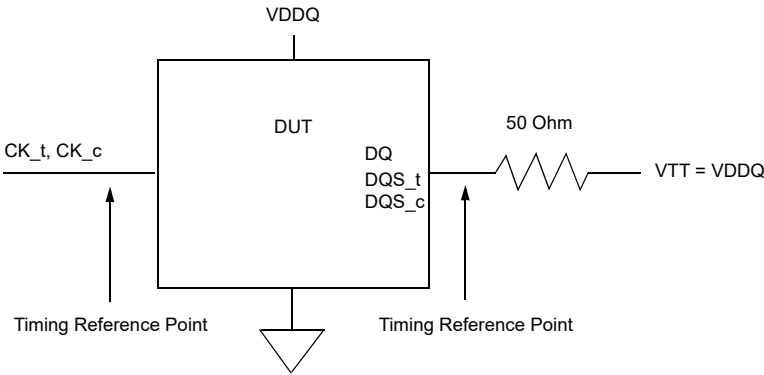 VDDQ
50 Ohm
DUT
CK_t, CK_c
DQ
VTT = VDDQ
DQS_t
DQS_c
Timing Reference Point
Timing Reference Point